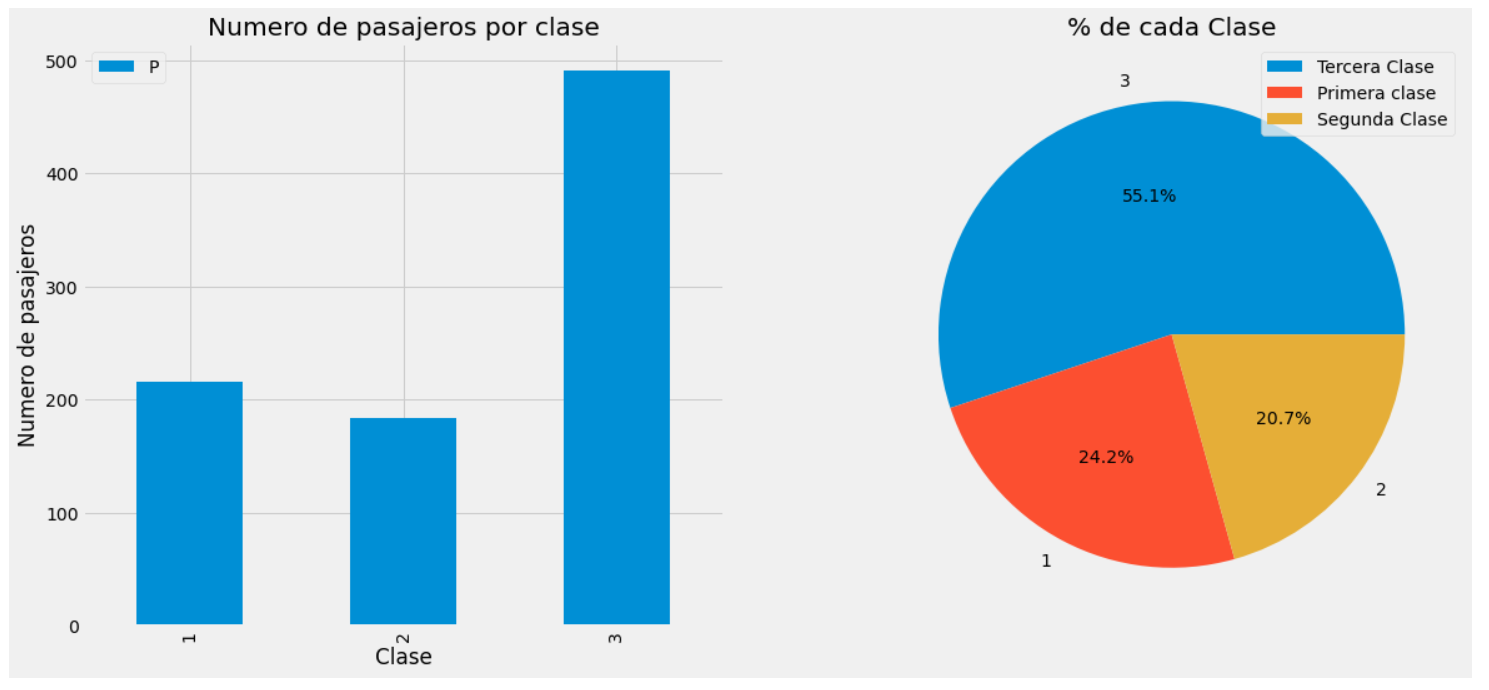 Numero de pasajeros por clase
P
500
400
300
200
100
0
Numero de pasajeros
1
2
3
Clase
% de cada Clase
Tercera Clase
Primera clase
Segunda Clase
3
55.1%
24.2%
20.7%
1
2